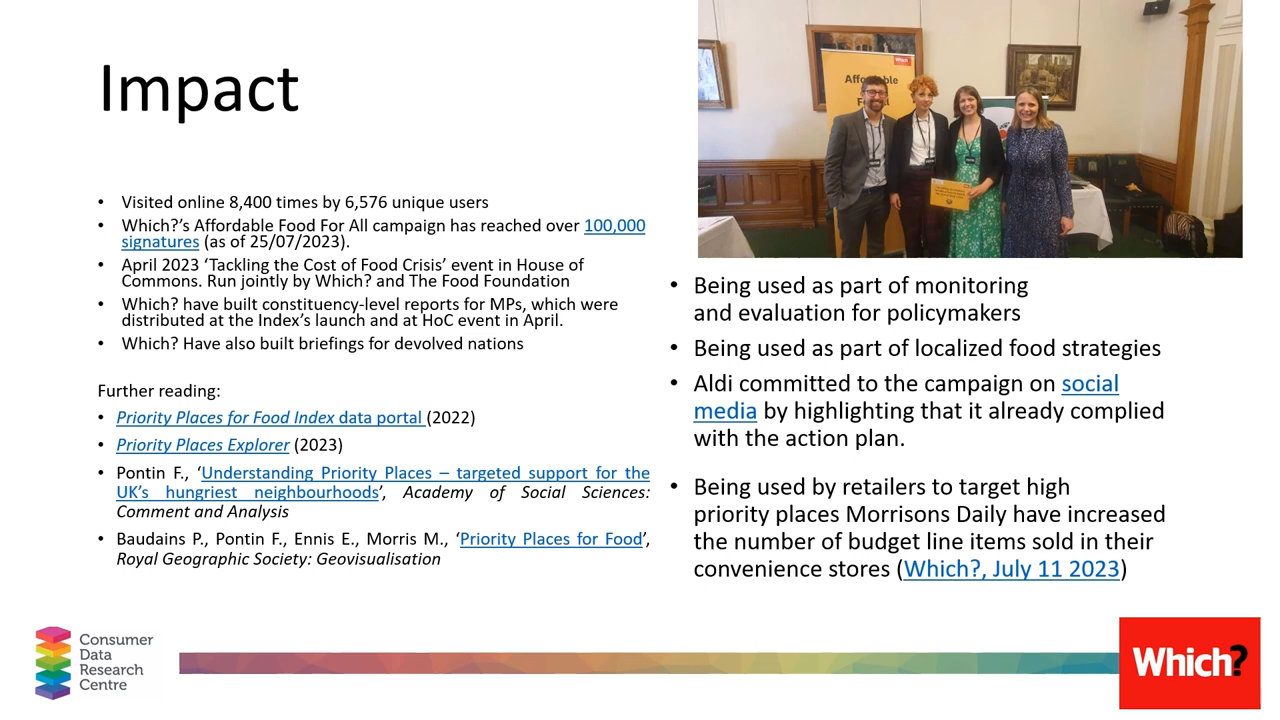 Impact
• Visited online 8,400 times by 6,576 unique users
• Which?’s Affordable Food For All campaign has reached over 100,000
signatures (as of 25/07/2023).
• April 2023 ‘Tackling the Cost of Food Crisis’ event in House of
Commons. Run jointly by Which? and The Food Foundation
• Which? have built constituency-level reports for MPs, which were
distributed at the Index’s launch and at HoC event in April.
• Which? Have also built briefings for devolved nations
Further reading:
• Priority Places for Food Index data portal (2022)
• Priority Places Explorer (2023)
• Pontin F., ‘Understanding Priority Places – targeted support for the
UK’s hungriest neighbourhoods’, Academy of Social Sciences:
Comment and Analysis
• Baudains P., Pontin F., Ennis E., Morris M., ‘Priority Places for Food’,
Royal Geographic Society: Geovisualisation
Which?
• Being used as part of monitoring
and evaluation for policymakers
• Being used as part of localized food strategies
• Aldi committed to the campaign on social
media by highlighting that it already complied
with the action plan.
• Being used by retailers to target high
priority places Morrisons Daily have increased
the number of budget line items sold in their
convenience stores (Which?, July 11 2023)
Consumer
Data
Research
Centre
Which?